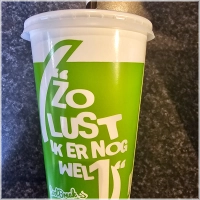 “ZO
LUST
IK ER NOG
WEL 1“